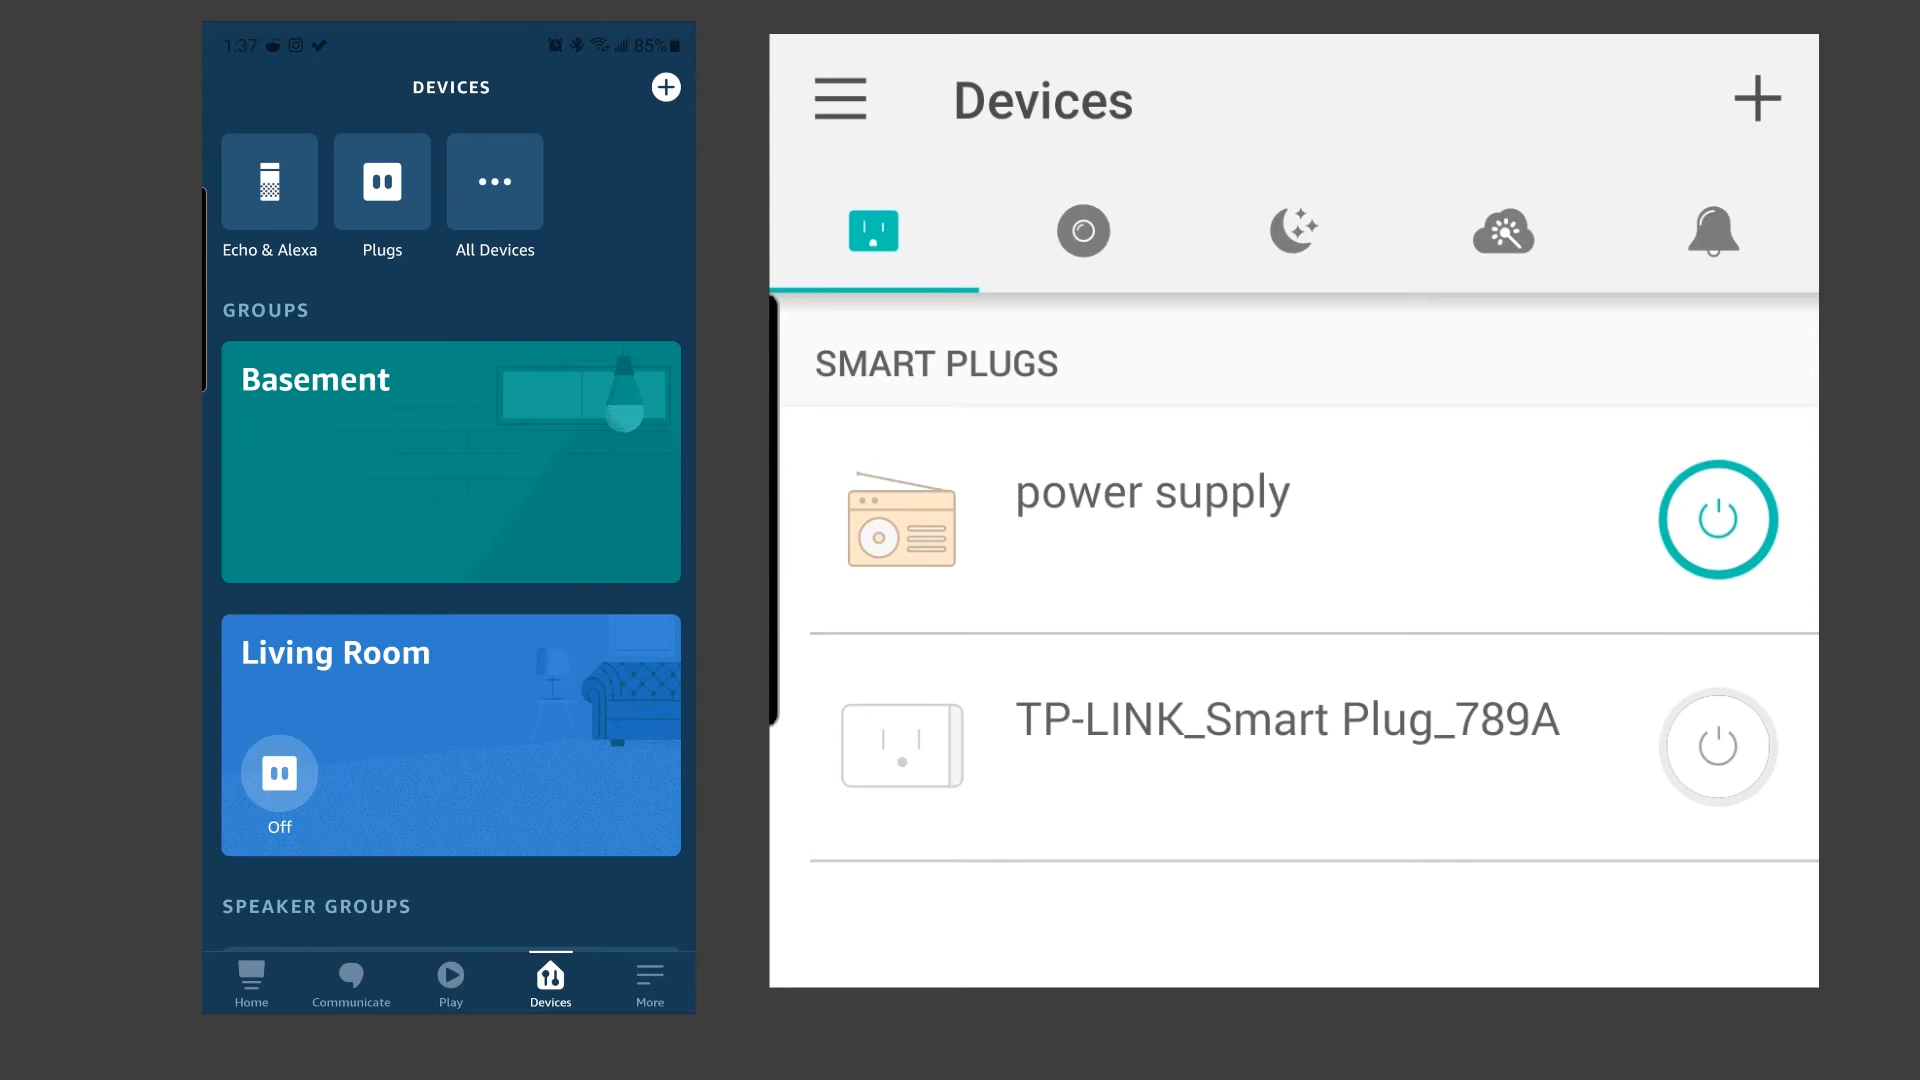 1:37
85%
DEVICES
Echo & Alexa
Plugs
All Devices
GROUPS
Basement
Living Room
Off
SPEAKER GROUPS
Home
Communicate
Play
Devices
More
Devices
SMART PLUGS
power supply
TP-LINK_Smart Plug_789A